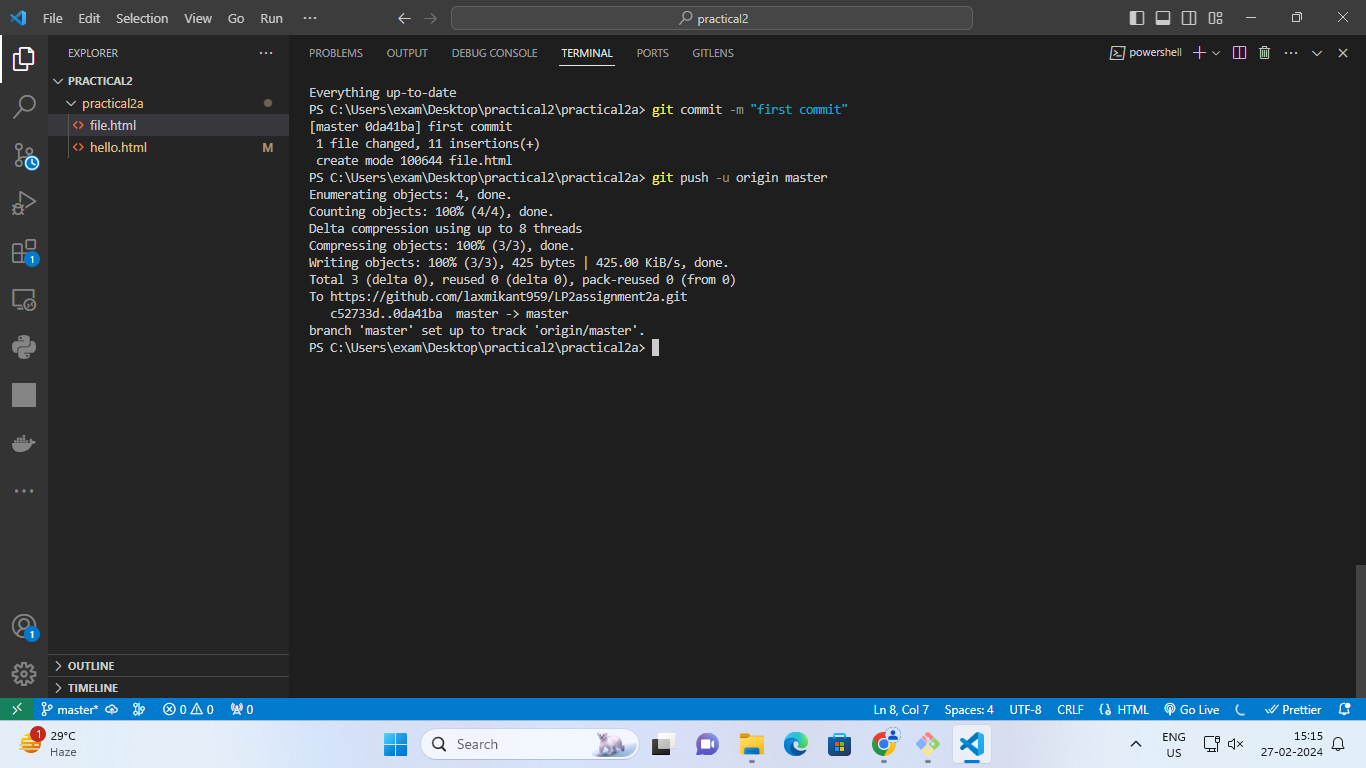 File Edit Selection View Go Run ··· practical2
EXPLORER ···
PRACTICAL2
practical2a
file.html
hello.html M
OUTLINE
TIMELINE
PROBLEMS OUTPUT DEBUG CONSOLE TERMINAL PORTS GITLENS powershell
Everything up-to-date
PS C:\Users\exam\Desktop\practical2\practical2a> git commit -m "first commit"
[master 0da41ba] first commit
 1 file changed, 11 insertions(+)
 create mode 100644 file.html
PS C:\Users\exam\Desktop\practical2\practical2a> git push -u origin master
Enumerating objects: 4, done.
Counting objects: 100% (4/4), done.
Delta compression using up to 8 threads
Compressing objects: 100% (3/3), done.
Writing objects: 100% (3/3), 425 bytes | 425.00 KiB/s, done.
Total 3 (delta 0), reused 0 (delta 0), pack-reused 0 (from 0)
To https://github.com/laxmikant959/LP2assignment2a.git
   c52733d..0da41ba  master -> master
branch 'master' set up to track 'origin/master'.
PS C:\Users\exam\Desktop\practical2\practical2a>
1
1
master* 0 0 0 Ln 8, Col 7 Spaces: 4 UTF-8 CRLF HTML Go Live Prettier
1 29°C
Haze
Search
ENG
US
15:15
27-02-2024